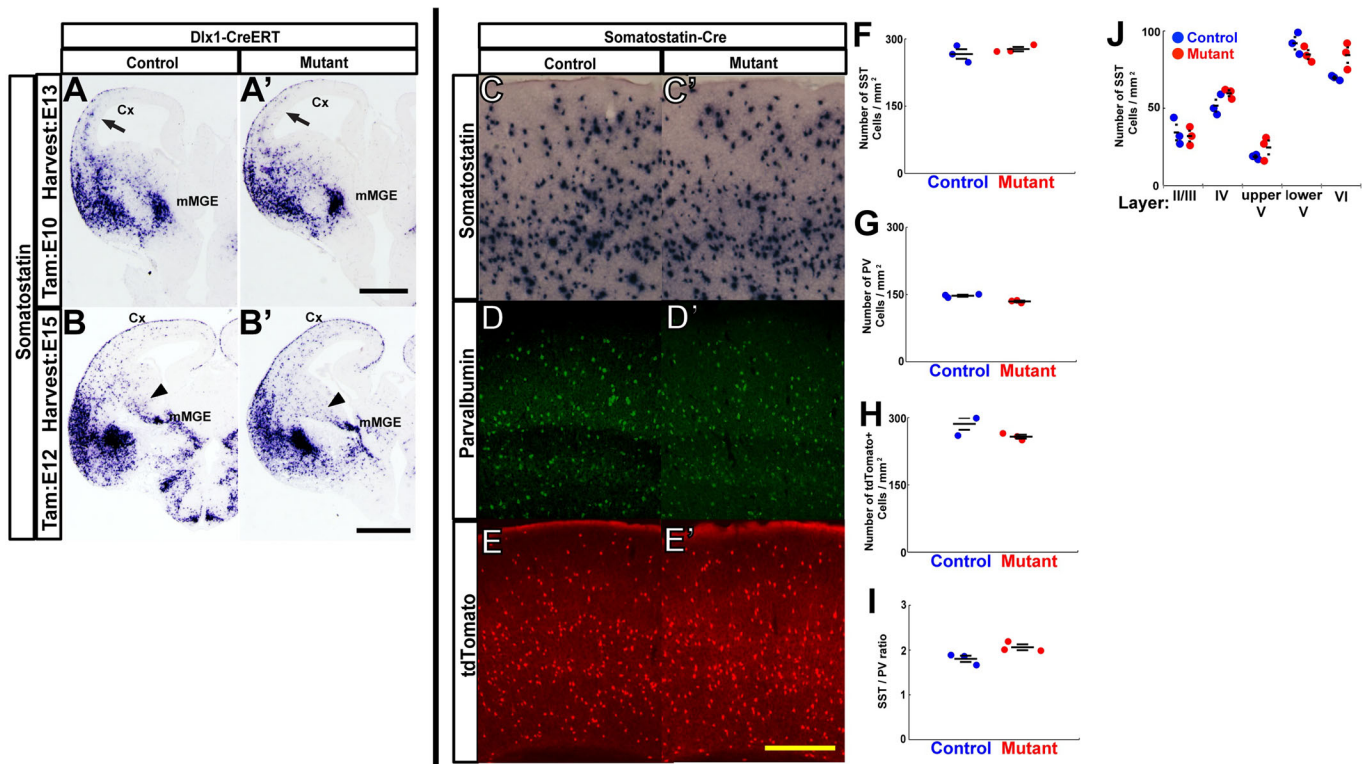 Dlx1-CreERT
Control
Mutant
Somatostatin
Harvest:E13
Tam:E10
Harvest:E15
Tam:E12
A
Cx
mMGE
A'
Cx
mMGE
B
Cx
mMGE
B'
Cx
mMGE
Somatostatin-Cre
Control
Mutant
Somatostatin
Parvalbumin
tdTomato
C
C'
D
D'
E
E'
F
Number of SST
Cells / mm²
300
150
0
Control
Mutant
G
Number of PV
Cells / mm²
300
150
0
Control
Mutant
H
Number of tdTomato+
Cells / mm²
300
150
0
Control
Mutant
I
SST / PV ratio
3
2
1
0
Control
Mutant
J
Control
Mutant
Number of SST
Cells / mm²
100
50
0
Layer:
II/III
IV
upper
V
lower
V
VI